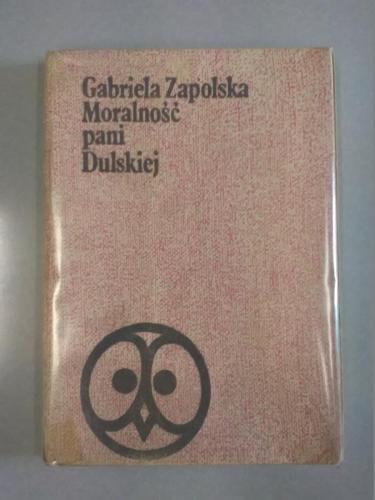 Gabriela Zapolska
Moralność
pani
Dulskiej